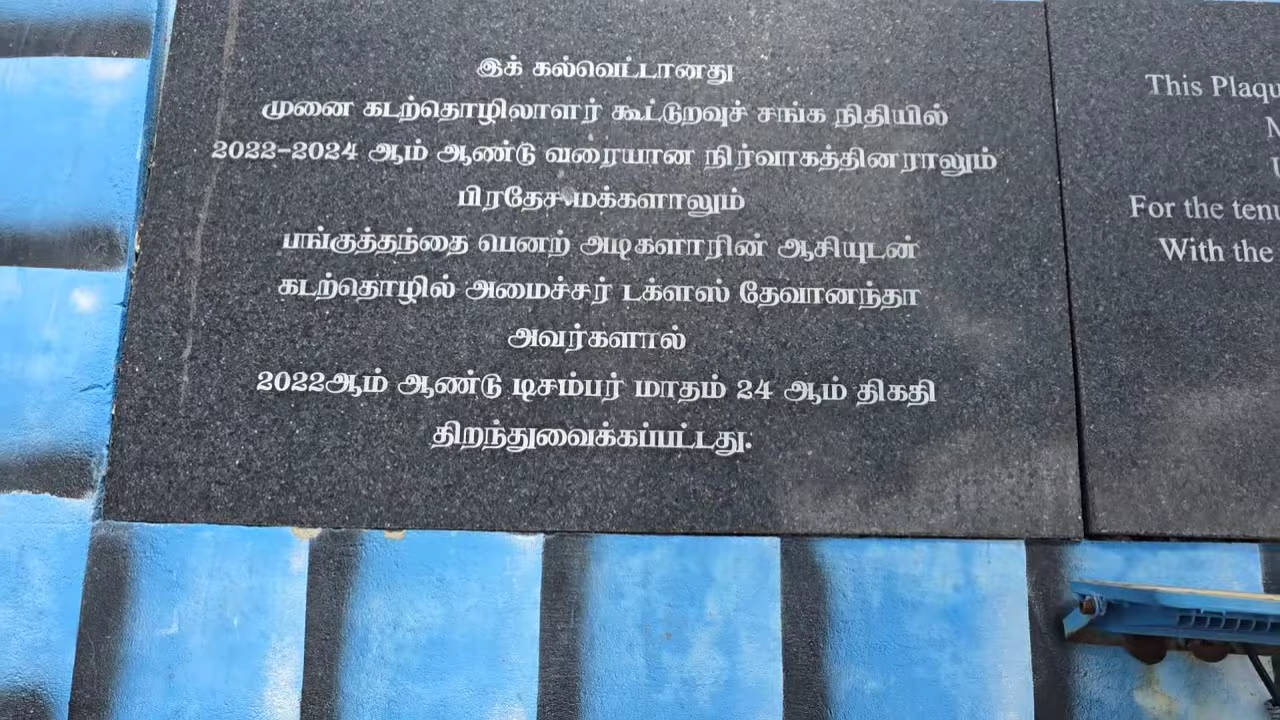 இக் கல்வெட்டானது
முனை கடற்தொழிலாளர் கூட்டுறவுச் சங்க நிதியில்
2022-2024 ஆம் ஆண்டு வரையான நிர்வாகத்தினராலும்
பிரதேச மக்களாலும்
பங்குத்தந்தை பெனற் அடிகளாரின் ஆசியுடன்
கடற்தொழில் அமைச்சர் டக்ளஸ் தேவானந்தா
அவர்களால்
2022ஆம் ஆண்டு டிசம்பர் மாதம் 24 ஆம் திகதி
திறந்துவைக்கப்பட்டது.
This
For the
With the